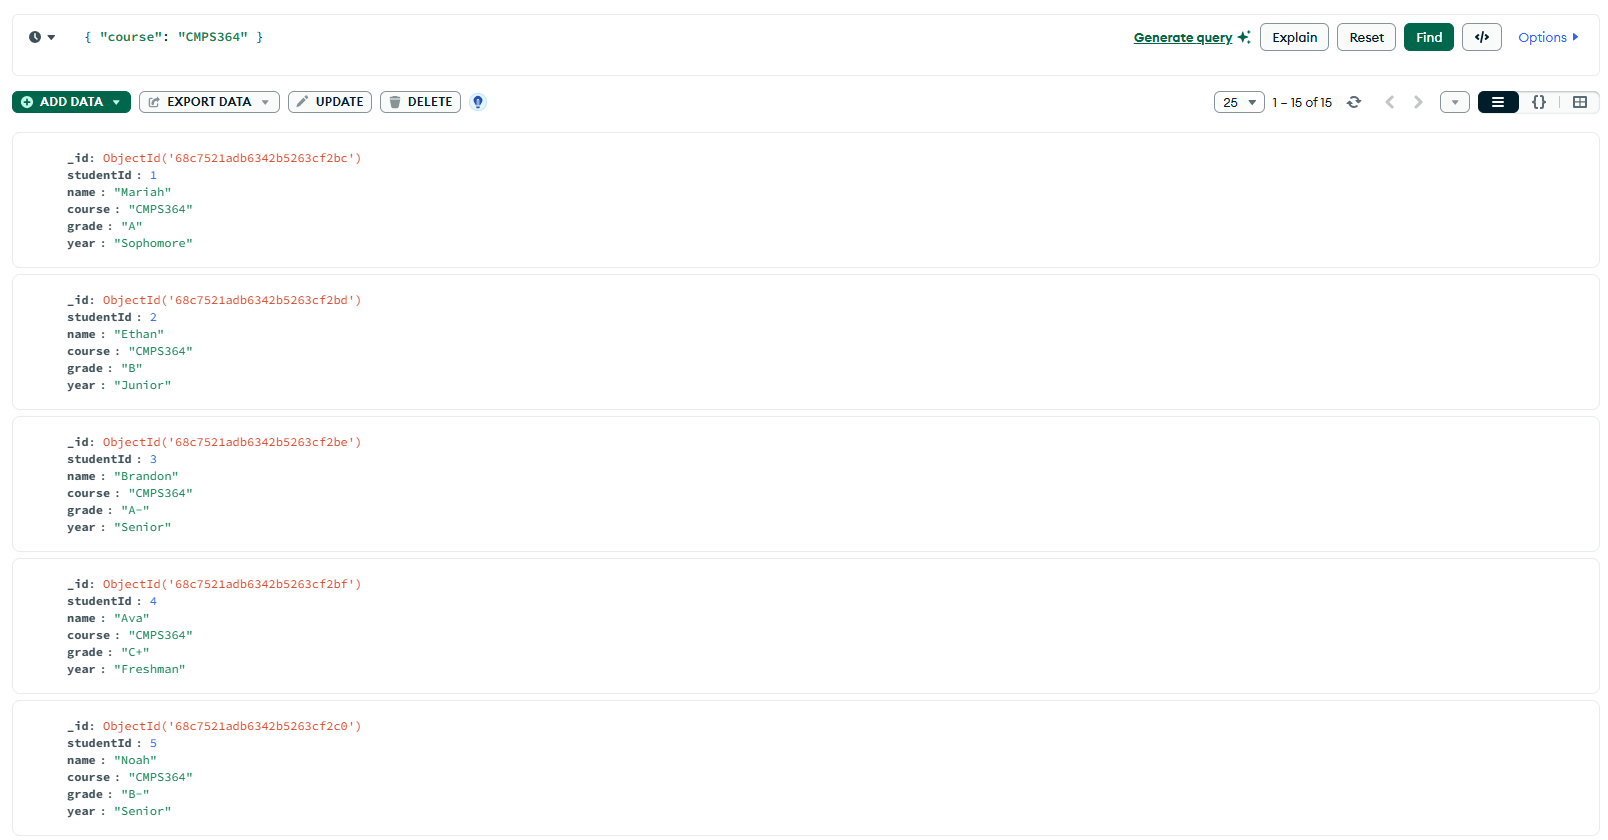 { "course": "CMPS364" }
Generate query
Explain
Reset
Find
</>
Options
ADD DATA
EXPORT DATA
UPDATE
DELETE
25
1 – 15 of 15
{}
_id: ObjectId('68c7521adb6342b5263cf2bc')
studentId : 1
name : "Mariah"
course : "CMPS364"
grade : "A"
year : "Sophomore"
_id: ObjectId('68c7521adb6342b5263cf2bd')
studentId : 2
name : "Ethan"
course : "CMPS364"
grade : "B"
year : "Junior"
_id: ObjectId('68c7521adb6342b5263cf2be')
studentId : 3
name : "Brandon"
course : "CMPS364"
grade : "A-"
year : "Senior"
_id: ObjectId('68c7521adb6342b5263cf2bf')
studentId : 4
name : "Ava"
course : "CMPS364"
grade : "C+"
year : "Freshman"
_id: ObjectId('68c7521adb6342b5263cf2c0')
studentId : 5
name : "Noah"
course : "CMPS364"
grade : "B-"
year : "Senior"